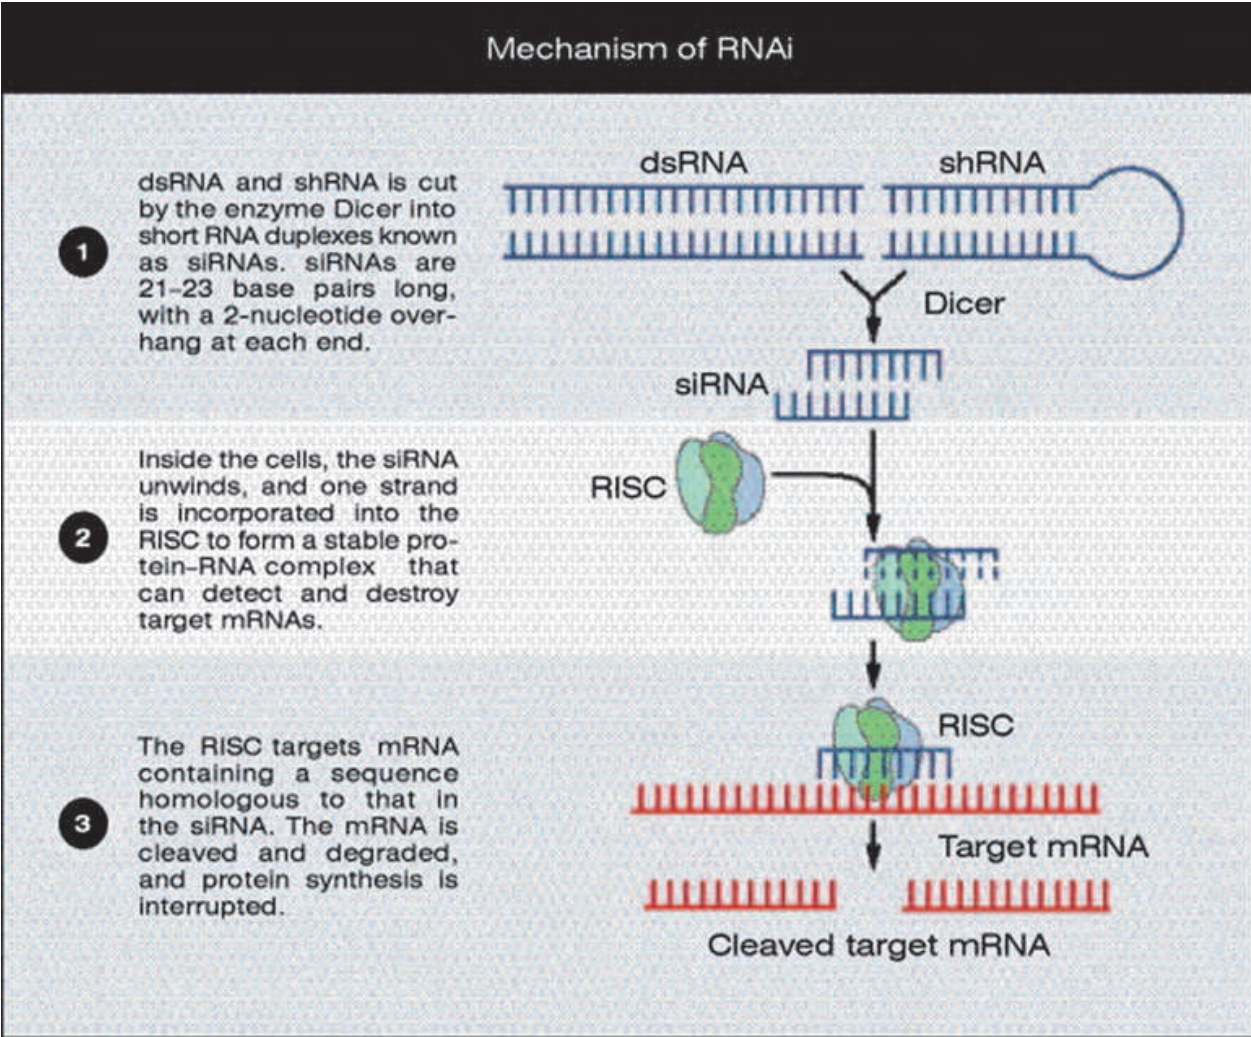 Mechanism of RNAi
1
dsRNA and shRNA is cut
by the enzyme Dicer into
short RNA duplexes known
as siRNAs. siRNAs are
21–23 base pairs long,
with a 2-nucleotide over-
hang at each end.
dsRNA
shRNA
Dicer
siRNA
2
Inside the cells, the siRNA
unwinds, and one strand
is incorporated into the
RISC to form a stable pro-
tein–RNA complex that
can detect and destroy
target mRNAs.
RISC
3
The RISC targets mRNA
containing a sequence
homologous to that in
the siRNA. The mRNA is
cleaved and degraded,
and protein synthesis is
interrupted.
RISC
Target mRNA
Cleaved target mRNA